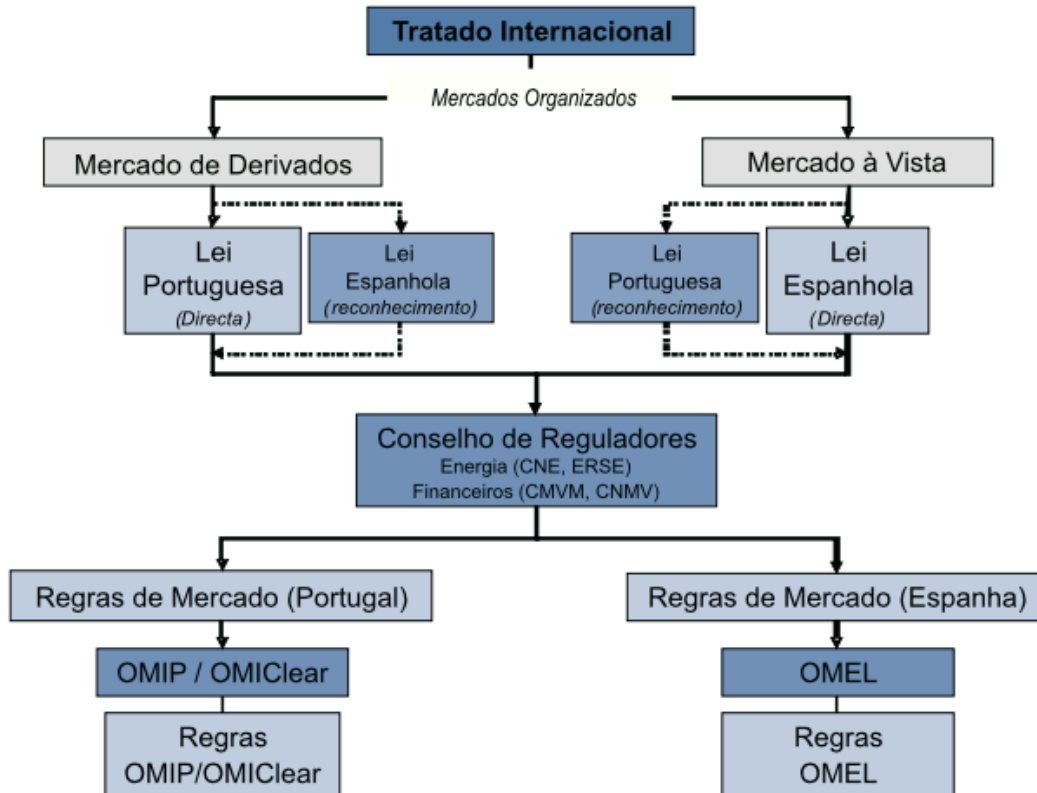 Tratado Internacional
Mercados Organizados
Mercado de Derivados
Mercado à Vista
Lei
Portuguesa
(Directa)
Lei
Espanhola
(reconhecimento)
Lei
Portuguesa
(reconhecimento)
Lei
Espanhola
(Directa)
Conselho de Reguladores
Energia (CNE, ERSE)
Financeiros (CMVM, CNMV)
Regras de Mercado (Portugal)
Regras de Mercado (Espanha)
OMIP / OMIClear
OMEL
Regras
OMIP/OMIClear
Regras
OMEL